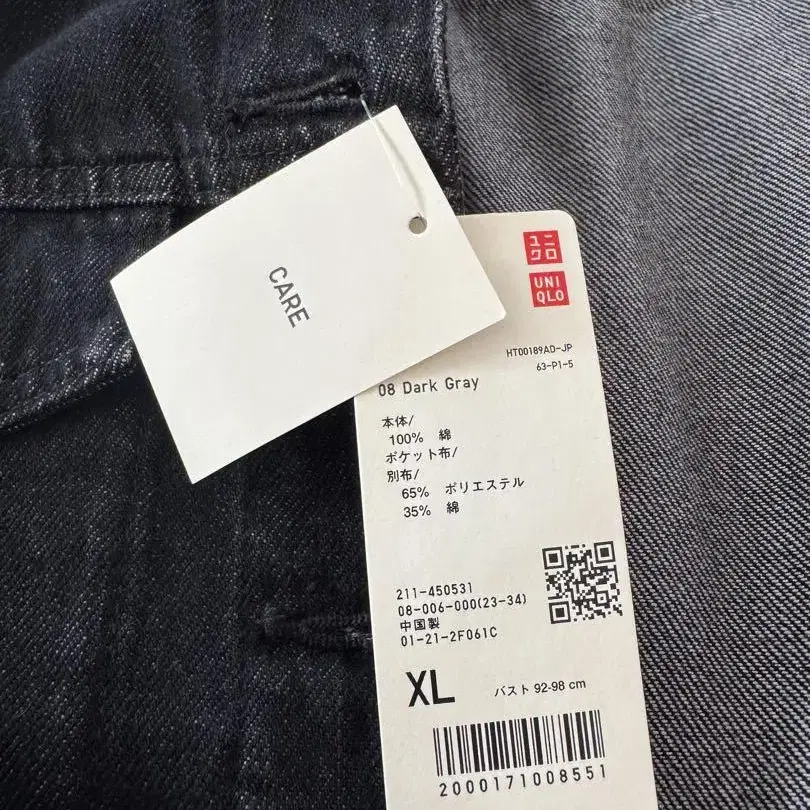 CARE
ユニ
クロ
UNI
QLO
HT00189AD-JP
63-P1-5
08 Dark Gray
本体/
100% 綿
ポケット布/
別布/
65% ポリエステル
35% 綿
211-450531
08-006-000(23-34)
中国製
01-21-2F061C
XL バスト 92-98 cm
2000171008551